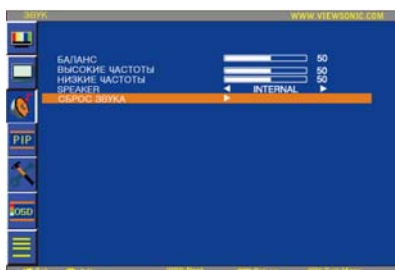 ЗВУК
WWW.VIEWSONIC.COM
БАЛАНС 50
ВЫСОКИЕ ЧАСТОТЫ 50
НИЗКИЕ ЧАСТОТЫ 50
SPEAKER INTERNAL
СБРОС ЗВУКА
PIP
OSD